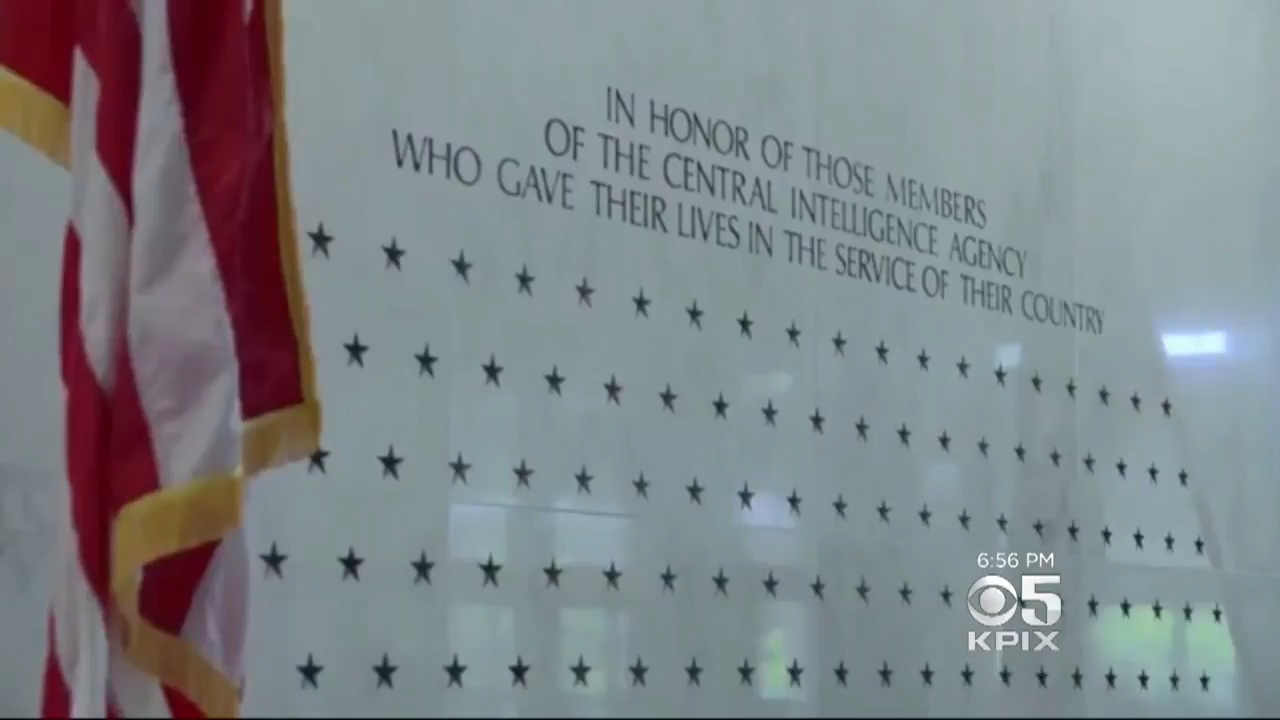 IN HONOR OF THOSE MEMBERS
OF THE CENTRAL INTELLIGENCE AGENCY
WHO GAVE THEIR LIVES IN THE SERVICE OF THEIR COUNTRY
6:56 PM
5
KPIX